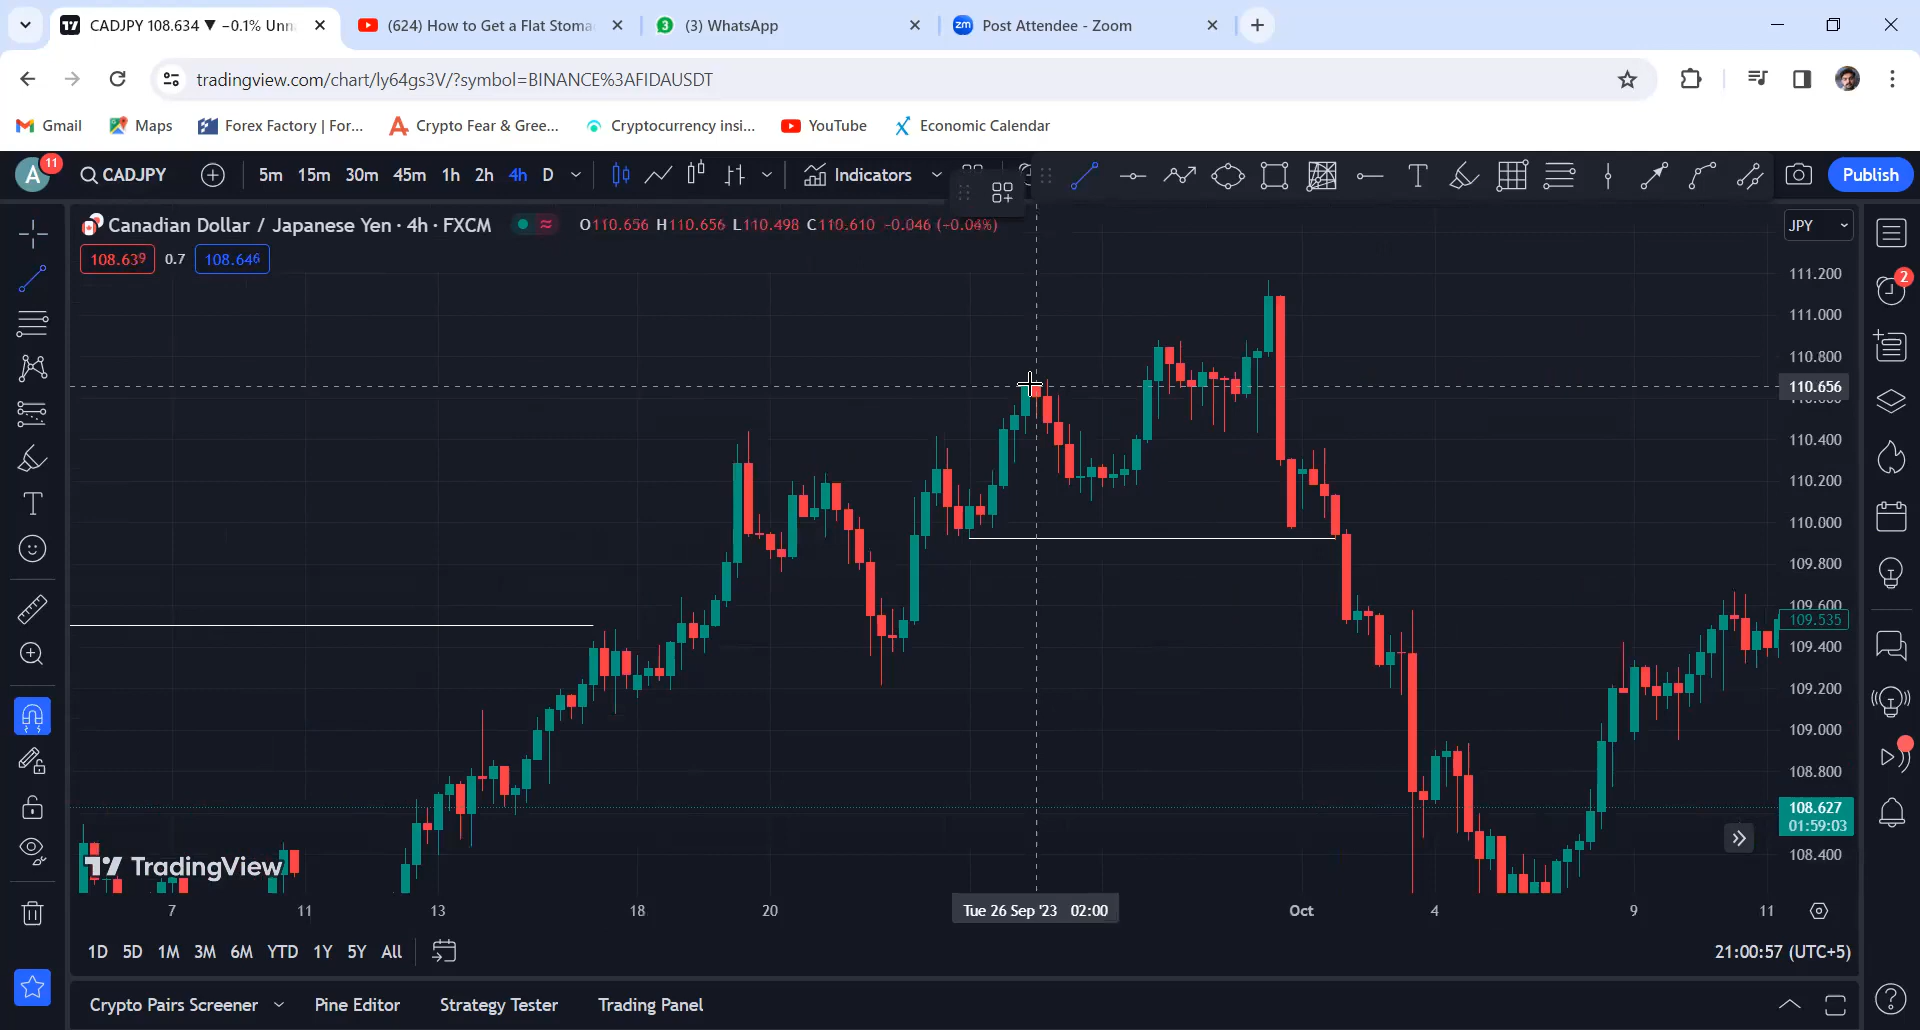 CADJPY 108.634 ▼ −0.1% Unna
(624) How to Get a Flat Stoma
3 (3) WhatsApp
zm Post Attendee - Zoom
tradingview.com/chart/ly64gs3V/?symbol=BINANCE%3AFIDAUSDT
Gmail
Maps
Forex Factory | For...
Crypto Fear & Gree...
Cryptocurrency insi...
YouTube
Economic Calendar
A 11
CADJPY
5m 15m 30m 45m 1h 2h 4h D
Indicators
Publish
Canadian Dollar / Japanese Yen · 4h · FXCM
O110.656 H110.656 L110.498 C110.610 −0.046 (−0.04%)
JPY
108.639 0.7 108.646
2
111.200
111.000
110.800
110.656
110.400
110.200
110.000
109.800
109.600
109.535
109.400
109.200
109.000
108.800
108.627
01:59:03
108.400
TradingView
7 11 13 18 20 Tue 26 Sep '23 02:00 Oct 4 9 11
1D 5D 1M 3M 6M YTD 1Y 5Y All
21:00:57 (UTC+5)
Crypto Pairs Screener
Pine Editor
Strategy Tester
Trading Panel